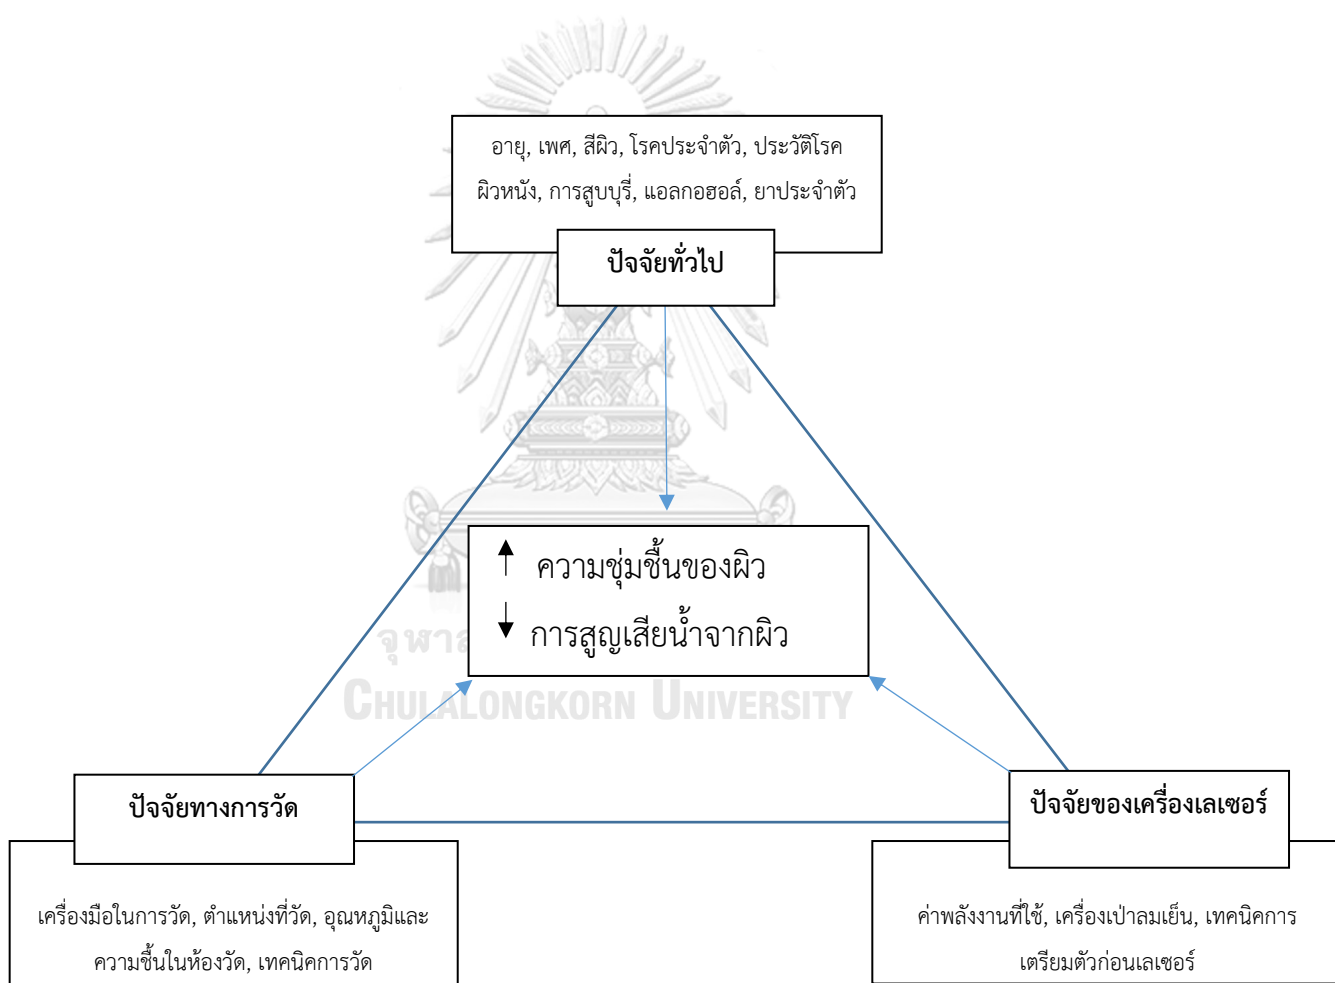 อายุ, เพศ, สีผิว, โรคประจำตัว, ประวัติโรค
ผิวหนัง, การสูบบุรี่, แอลกอฮอล์, ยาประจำตัว
ปัจจัยทั่วไป
ความชุ่มชื้นของผิว
การสูญเสียน้ำจากผิว
จุฬาล
CHULALONGKORN UNIVERSITY
ปัจจัยทางการวัด
ปัจจัยของเครื่องเลเซอร์
เครื่องมือในการวัด, ตำแหน่งที่วัด, อุณหภูมิและ
ความชื้นในห้องวัด, เทคนิคการวัด
ค่าพลังงานที่ใช้, เครื่องเป่าลมเย็น, เทคนิคการ
เตรียมตัวก่อนเลเซอร์